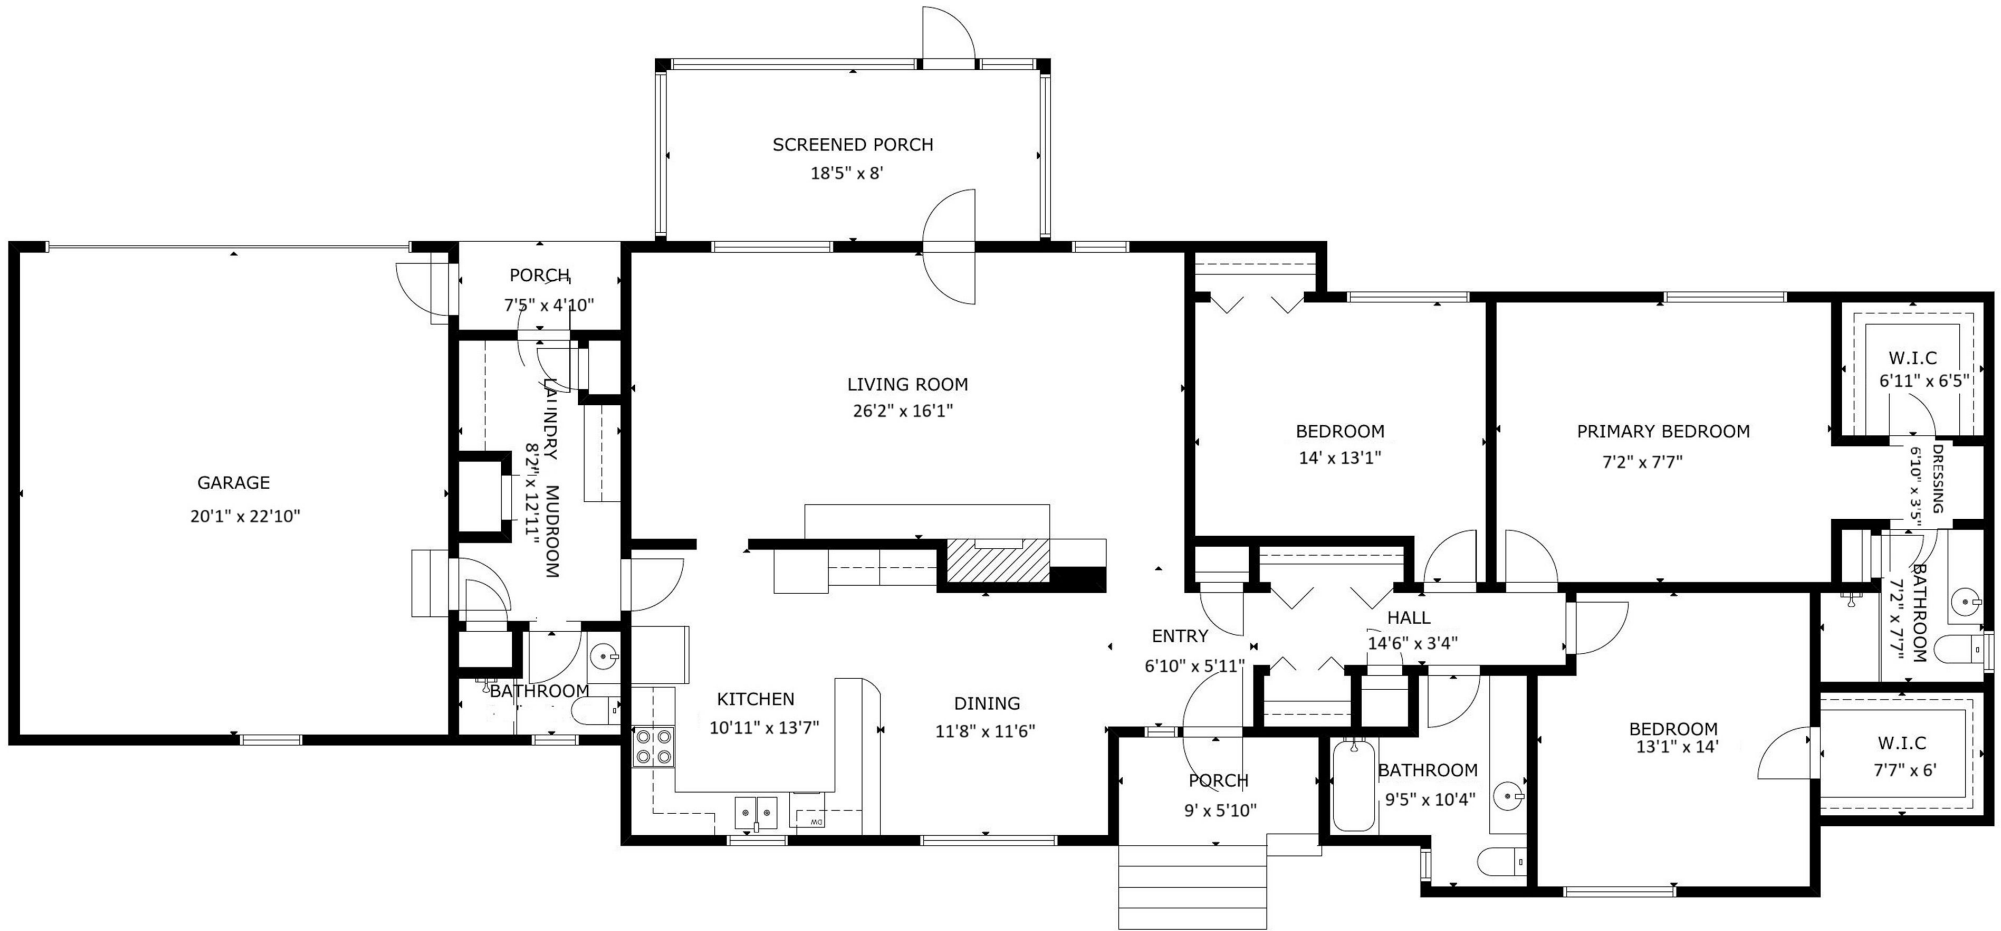 SCREENED PORCH
18'5" x 8'
PORCH
7'5" x 4'10"
GARAGE
20'1" x 22'10"
LAUNDRY
MUDROOM
8'2" x 12'11"
BATHROOM
LIVING ROOM
26'2" x 16'1"
KITCHEN
10'11" x 13'7"
DW
DINING
11'8" x 11'6"
ENTRY
6'10" x 5'11"
PORCH
9' x 5'10"
BEDROOM
14' x 13'1"
HALL
14'6" x 3'4"
BATHROOM
9'5" x 10'4"
PRIMARY BEDROOM
7'2" x 7'7"
W.I.C
6'11" x 6'5"
DRESSING
6'10" x 3'5"
BATHROOM
7'2" x 7'7"
BEDROOM
13'1" x 14'
W.I.C
7'7" x 6'